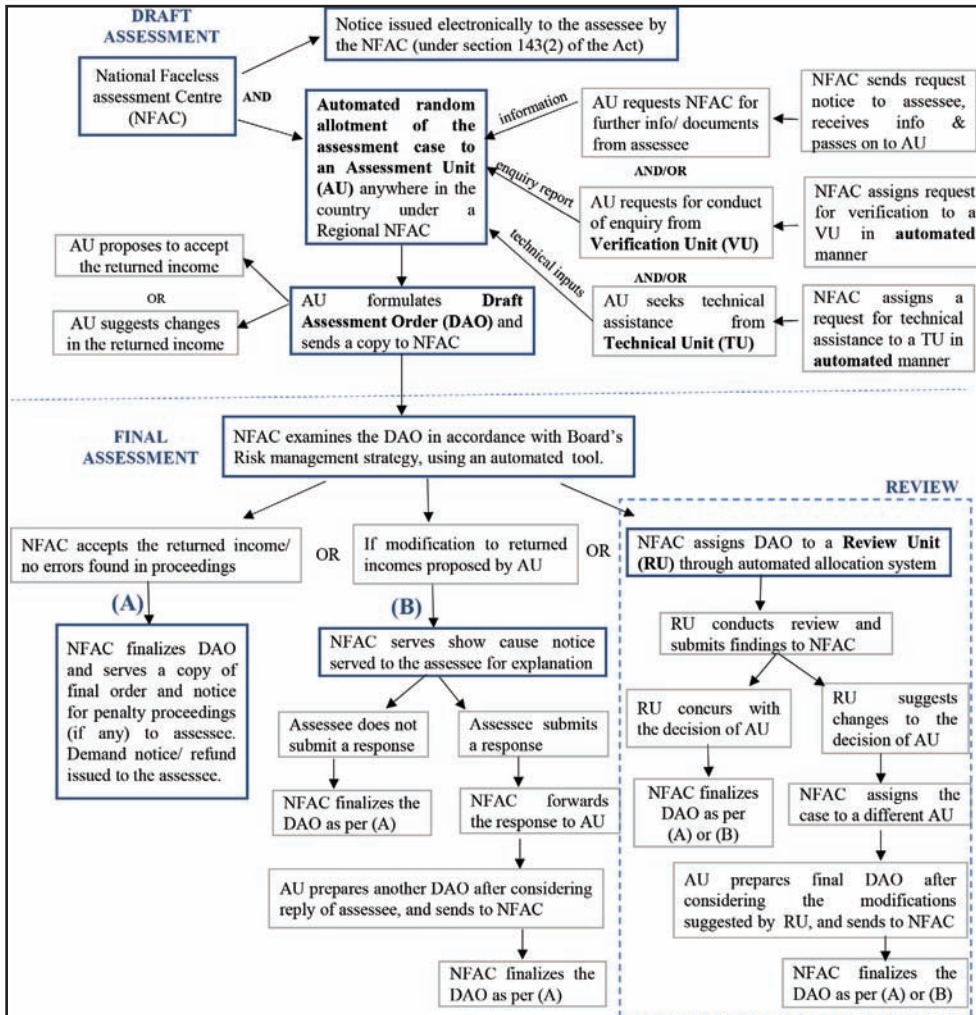 DRAFT
ASSESSMENT
Notice issued electronically to the assessee by
the NFAC (under section 143(2) of the Act)
National Faceless
assessment Centre
(NFAC)
AND
Automated random
allotment of the
assessment case to
an Assessment Unit
(AU) anywhere in the
country under a
Regional NFAC
information
AU requests NFAC for
further info/ documents
from assessee
NFAC sends request
notice to assessee,
receives info &
passes on to AU
AND/OR
enquiry report
AU requests for conduct
of enquiry from
Verification Unit (VU)
NFAC assigns request
for verification to a
VU in automated
manner
AND/OR
technical inputs
AU seeks technical
assistance from
Technical Unit (TU)
NFAC assigns a
request for technical
assistance to a TU in
automated manner
AU proposes to accept
the returned income
OR
AU suggests changes
in the returned income
AU formulates Draft
Assessment Order (DAO) and
sends a copy to NFAC
FINAL
ASSESSMENT
NFAC examines the DAO in accordance with Board's
Risk management strategy, using an automated tool.
REVIEW
NFAC accepts the returned income/
no errors found in proceedings
OR
If modification to returned
incomes proposed by AU
OR
NFAC assigns DAO to a Review Unit
(RU) through automated allocation system
(A)
NFAC finalizes DAO
and serves a copy of
final order and notice
for penalty proceedings
(if any) to assessee.
Demand notice/ refund
issued to the assessee.
(B)
NFAC serves show cause notice
served to the assessee for explanation
Assessee does not
submit a response
Assessee submits
a response
NFAC finalizes the
DAO as per (A)
NFAC forwards
the response to AU
AU prepares another DAO after considering
reply of assessee, and sends to NFAC
NFAC finalizes the
DAO as per (A)
RU conducts review and
submits findings to NFAC
RU concurs with
the decision of AU
RU suggests
changes to the
decision of AU
NFAC finalizes
DAO as per
(A) or (B)
NFAC assigns the
case to a different AU
AU prepares final DAO after
considering the modifications
suggested by RU, and sends to NFAC
NFAC finalizes the
DAO as per (A) or (B)